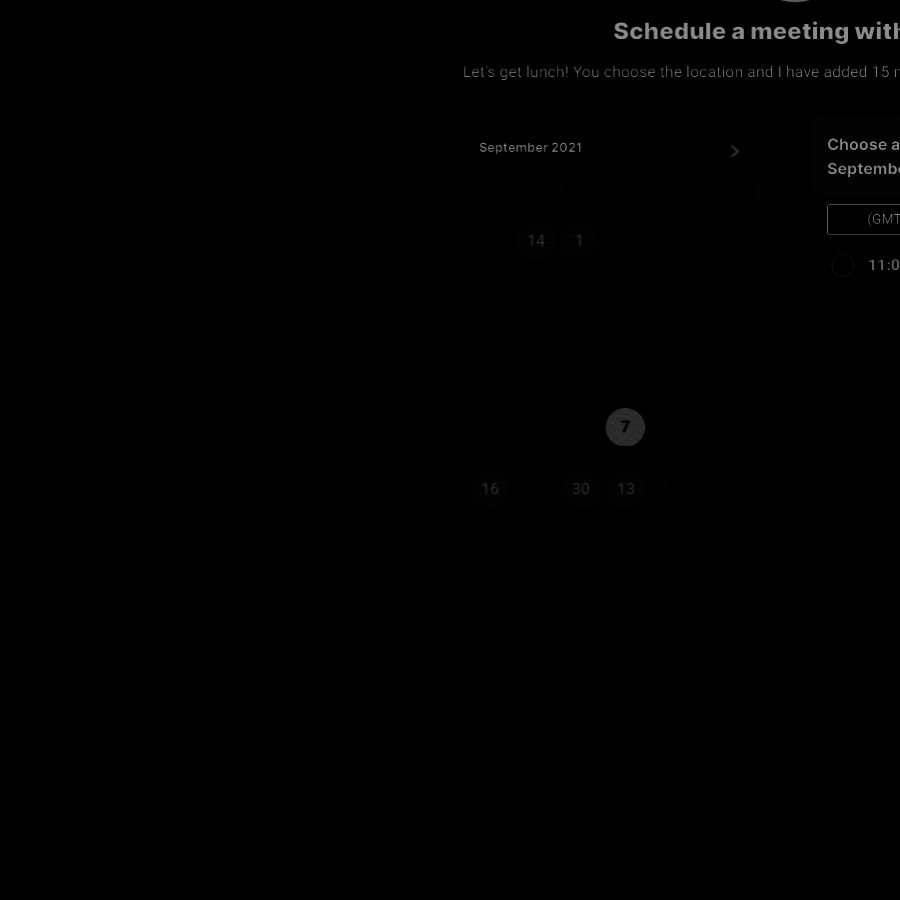 Schedule a meeting with
Let's get lunch! You choose the location and I have added 15
September 2021
Choose a
Septembe
(GMT
14 1
11:0
7
16 30 13